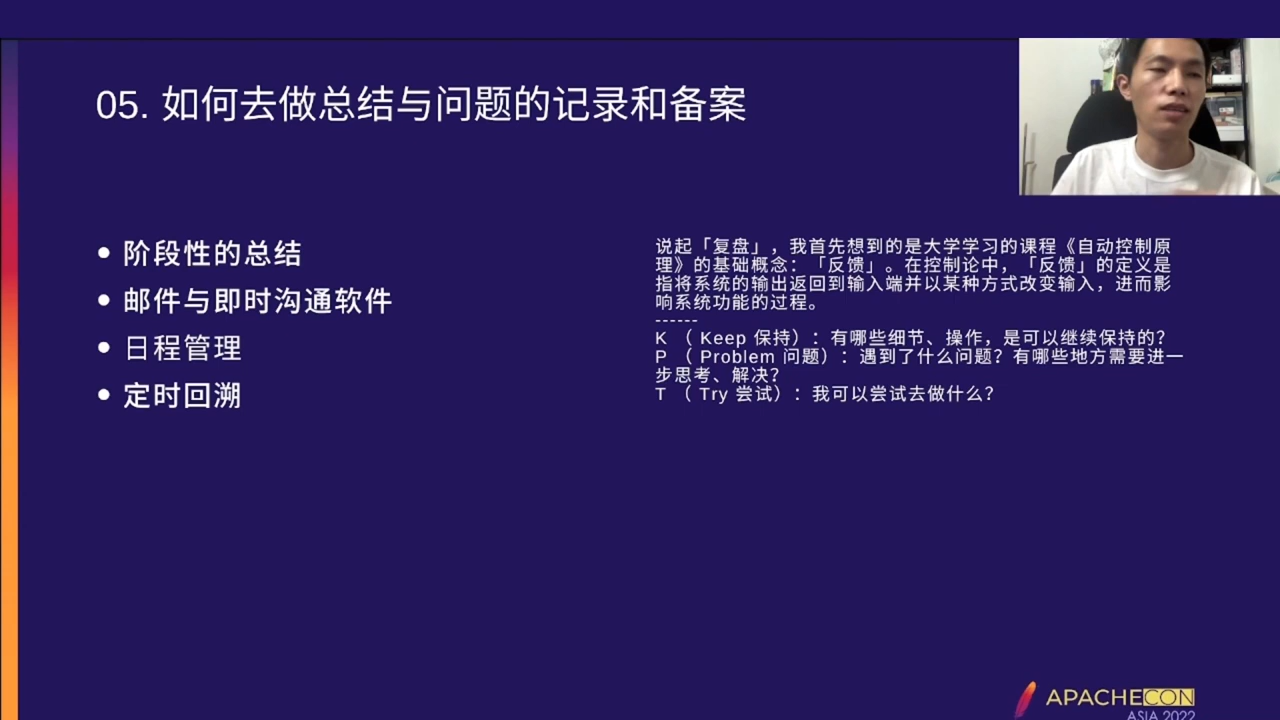 05. 如何去做总结与问题的记录和备案
阶段性的总结
邮件与即时沟通软件
日程管理
定时回溯
说起「复盘」，我首先想到的是大学学习的课程《自动控制原
理》的基础概念：「反馈」。在控制论中，「反馈」的定义是
指将系统的输出返回到输入端并以某种方式改变输入，进而影
响系统功能的过程。
------
K （ Keep 保持）：有哪些细节、操作，是可以继续保持的？
P （ Problem 问题）：遇到了什么问题？有哪些地方需要进一
步思考、解决？
T （ Try 尝试）：我可以尝试去做什么？
APACHECON
ASIA 2022